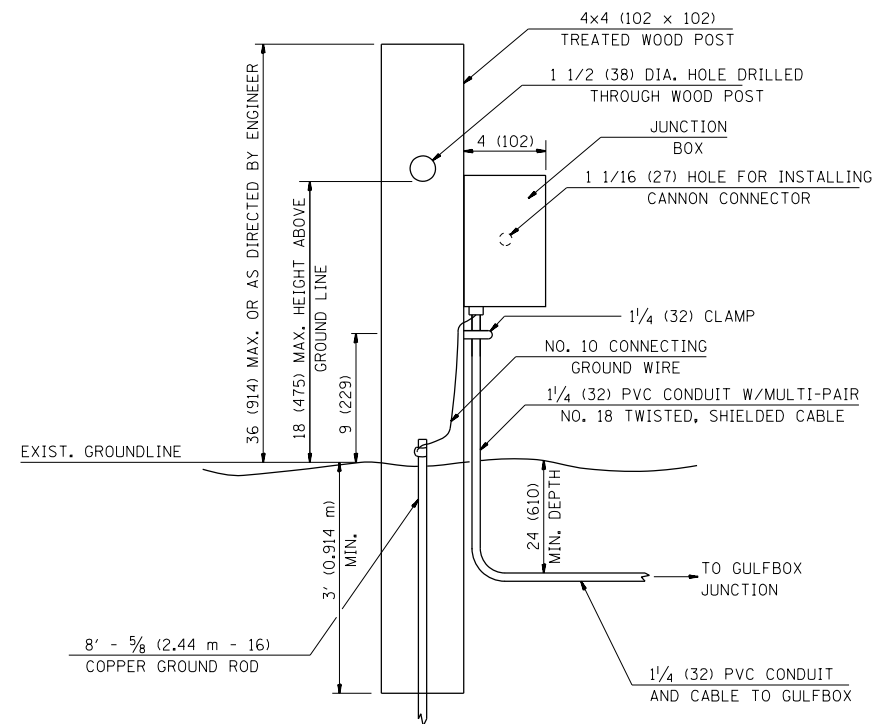 4x4 (102 x 102)
TREATED WOOD POST
1 1/2 (38) DIA. HOLE DRILLED
THROUGH WOOD POST
4 (102)
JUNCTION
BOX
1 1/16 (27) HOLE FOR INSTALLING
CANNON CONNECTOR
36 (914) MAX. OR AS DIRECTED BY ENGINEER
18 (475) MAX. HEIGHT ABOVE
GROUND LINE
9 (229)
1¼ (32) CLAMP
NO. 10 CONNECTING
GROUND WIRE
1¼ (32) PVC CONDUIT W/MULTI-PAIR
NO. 18 TWISTED, SHIELDED CABLE
EXIST. GROUNDLINE
3' (0.914 m)
MIN.
24 (610)
MIN. DEPTH
TO GULFBOX
JUNCTION
8' - ⅝ (2.44 m - 16)
COPPER GROUND ROD
1¼ (32) PVC CONDUIT
AND CABLE TO GULFBOX